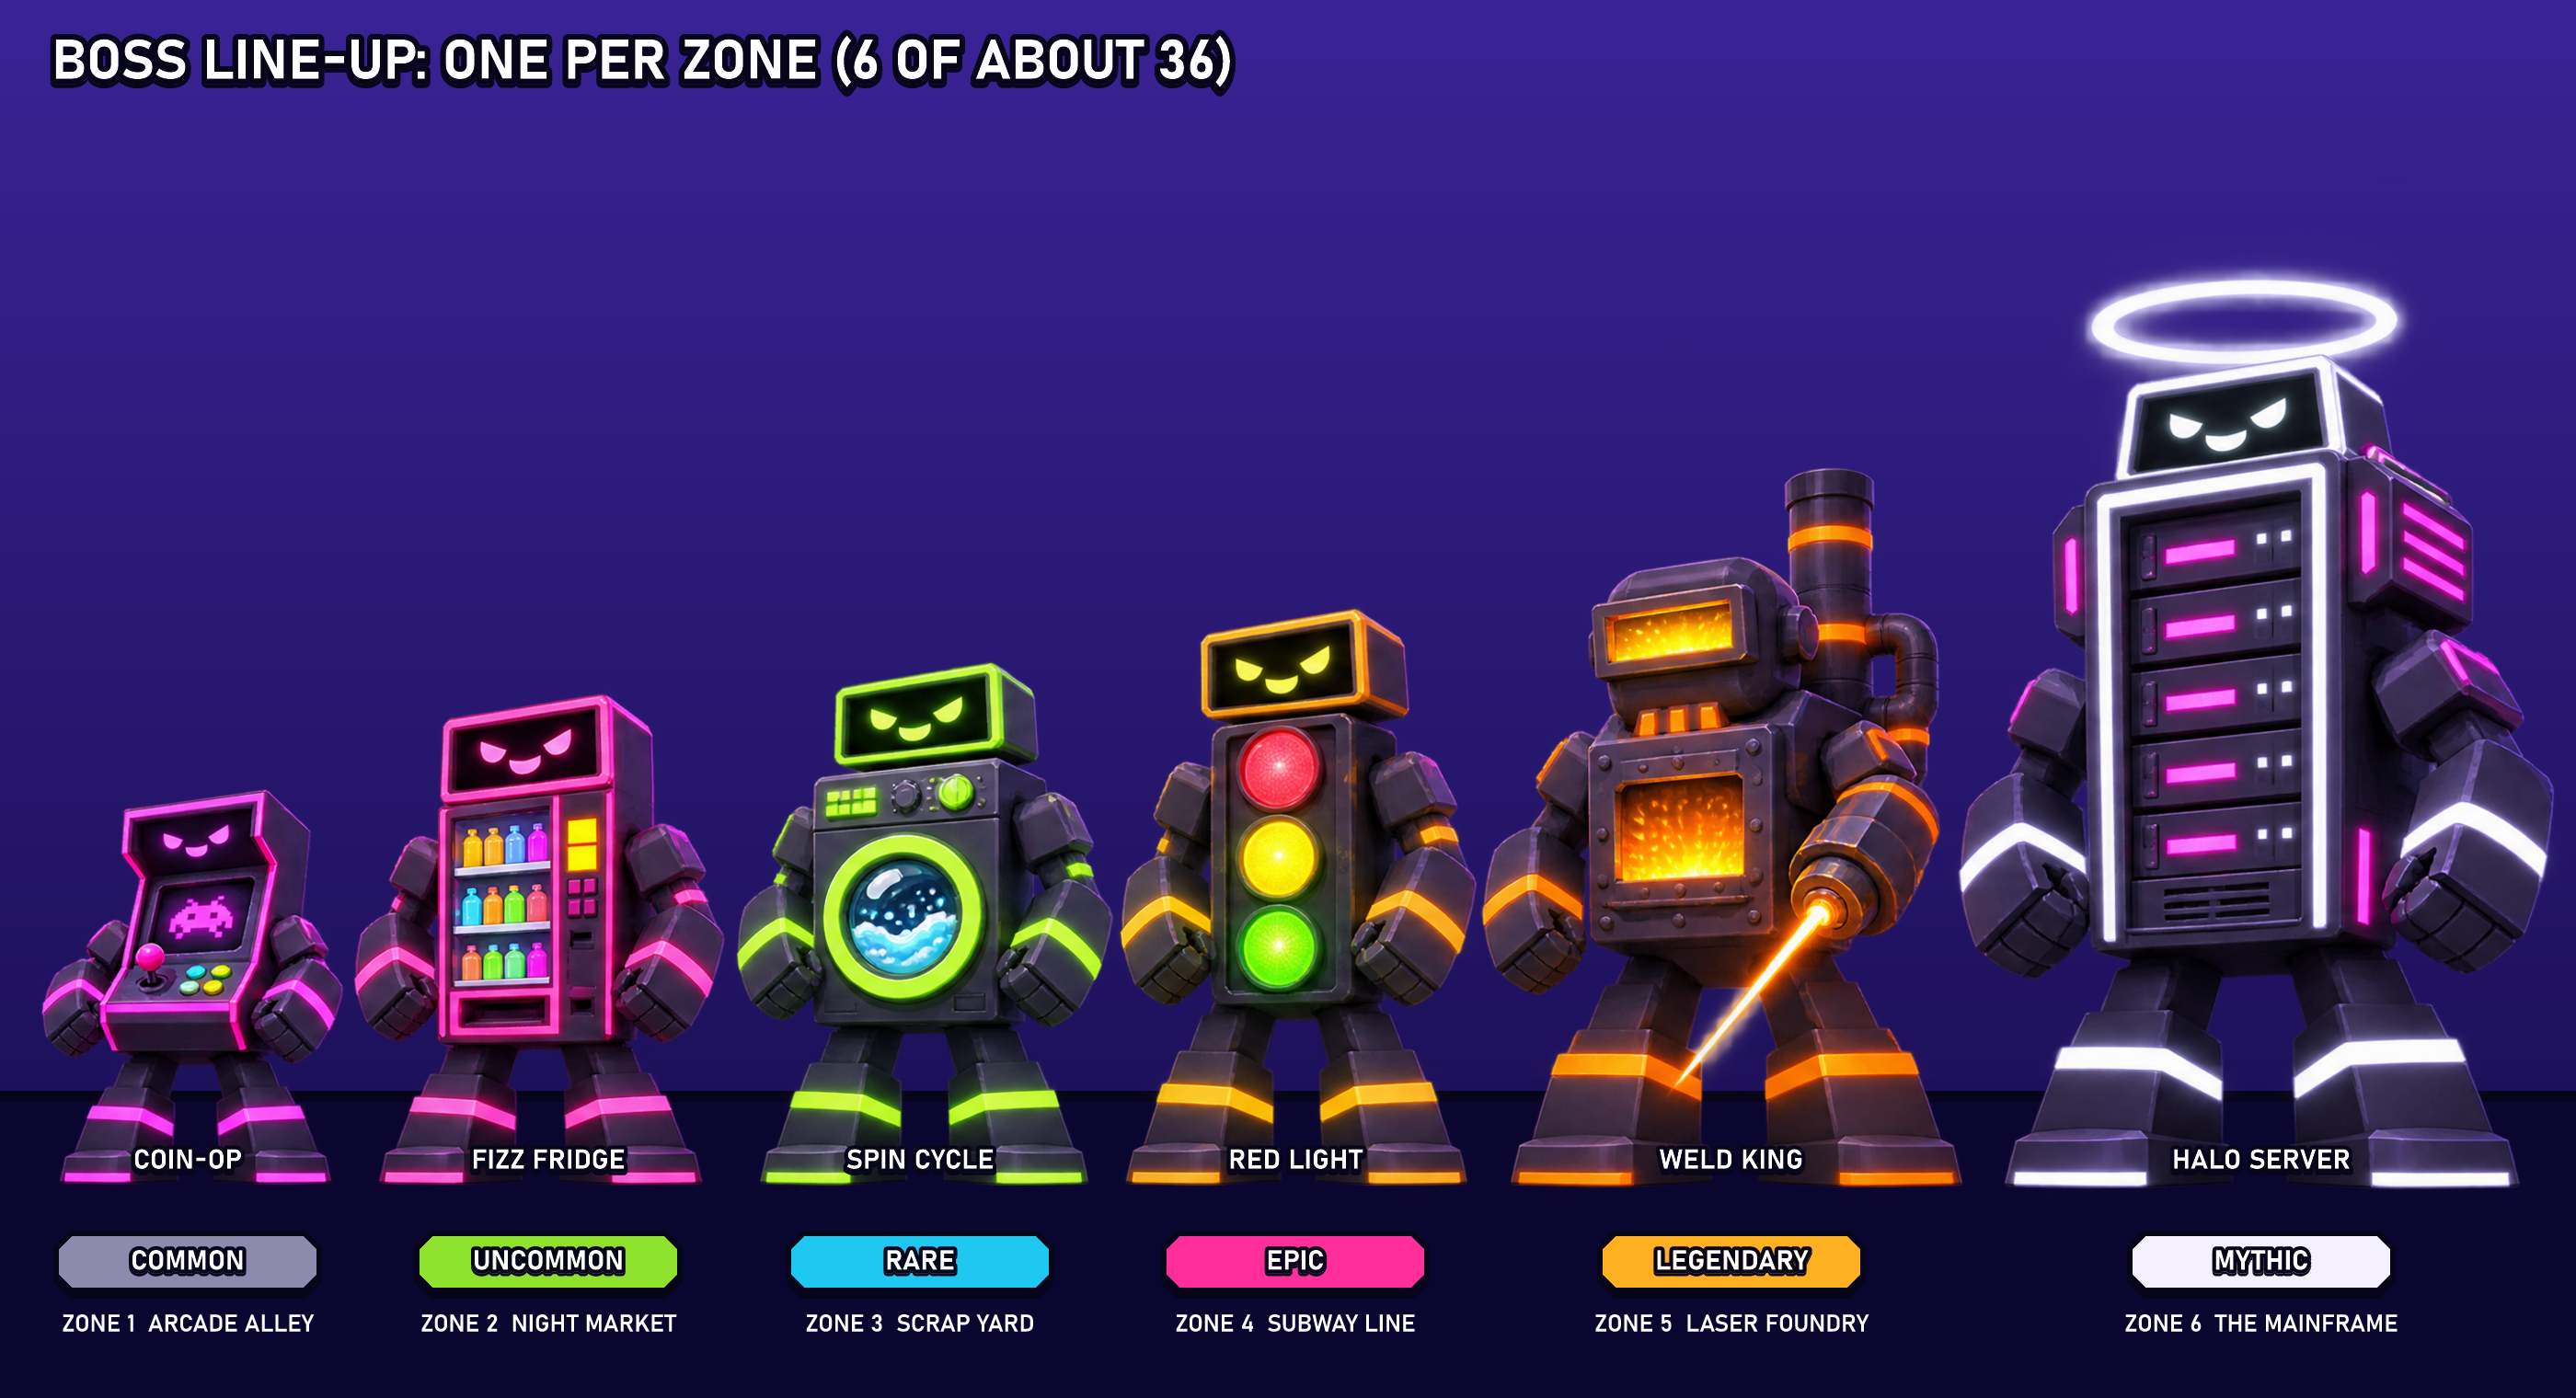 BOSS LINE-UP: ONE PER ZONE (6 OF ABOUT 36)
COIN-OP
FIZZ FRIDGE
SPIN CYCLE
RED LIGHT
WELD KING
HALO SERVER
COMMON
UNCOMMON
RARE
EPIC
LEGENDARY
MYTHIC
ZONE 1 ARCADE ALLEY
ZONE 2 NIGHT MARKET
ZONE 3 SCRAP YARD
ZONE 4 SUBWAY LINE
ZONE 5 LASER FOUNDRY
ZONE 6 THE MAINFRAME